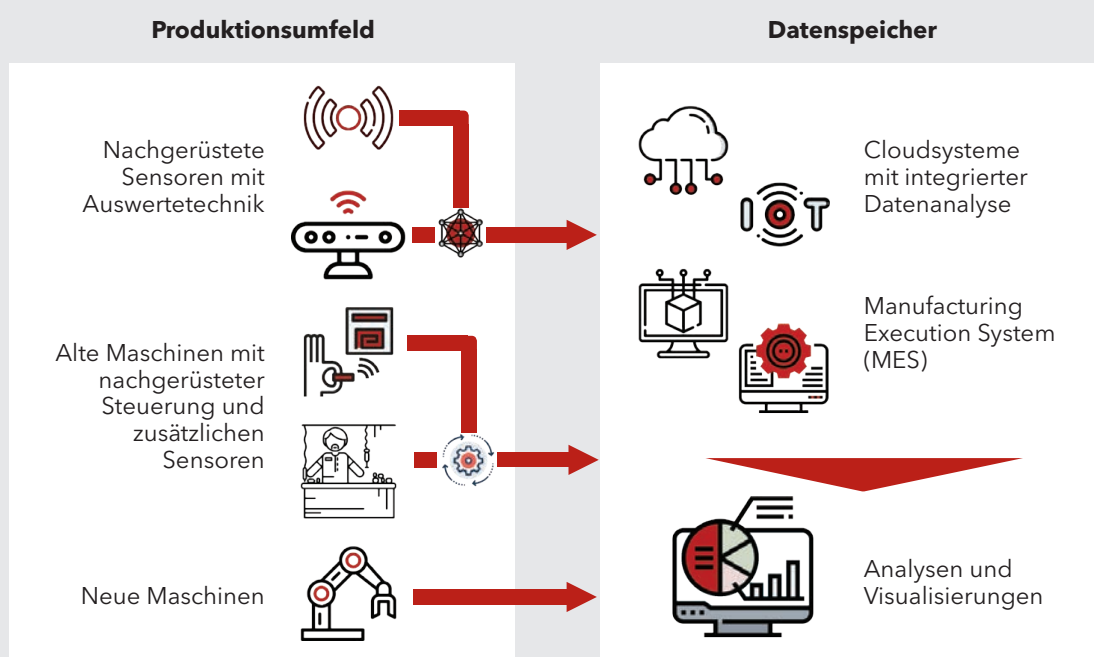 Produktionsumfeld
Nachgerüstete
Sensoren mit
Auswertetechnik
Alte Maschinen mit
nachgerüsteter
Steuerung und
zusätzlichen
Sensoren
Neue Maschinen
Datenspeicher
Cloudsysteme
mit integrierter
Datenanalyse
IOT
Manufacturing
Execution System
(MES)
Analysen und
Visualisierungen